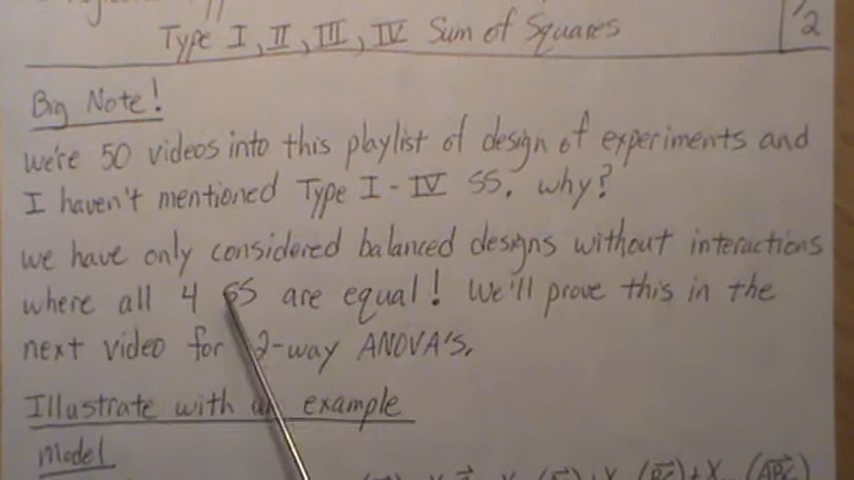 Type I, II, III, IV Sum of Squares
1/2
Big Note!
We're 50 videos into this playlist of design of experiments and
I haven't mentioned Type I - IV SS. why?
we have only considered balanced designs without interactions
where all 4 SS are equal! We'll prove this in the
next video for 2-way ANOVA'S.
Illustrate with an example
Model